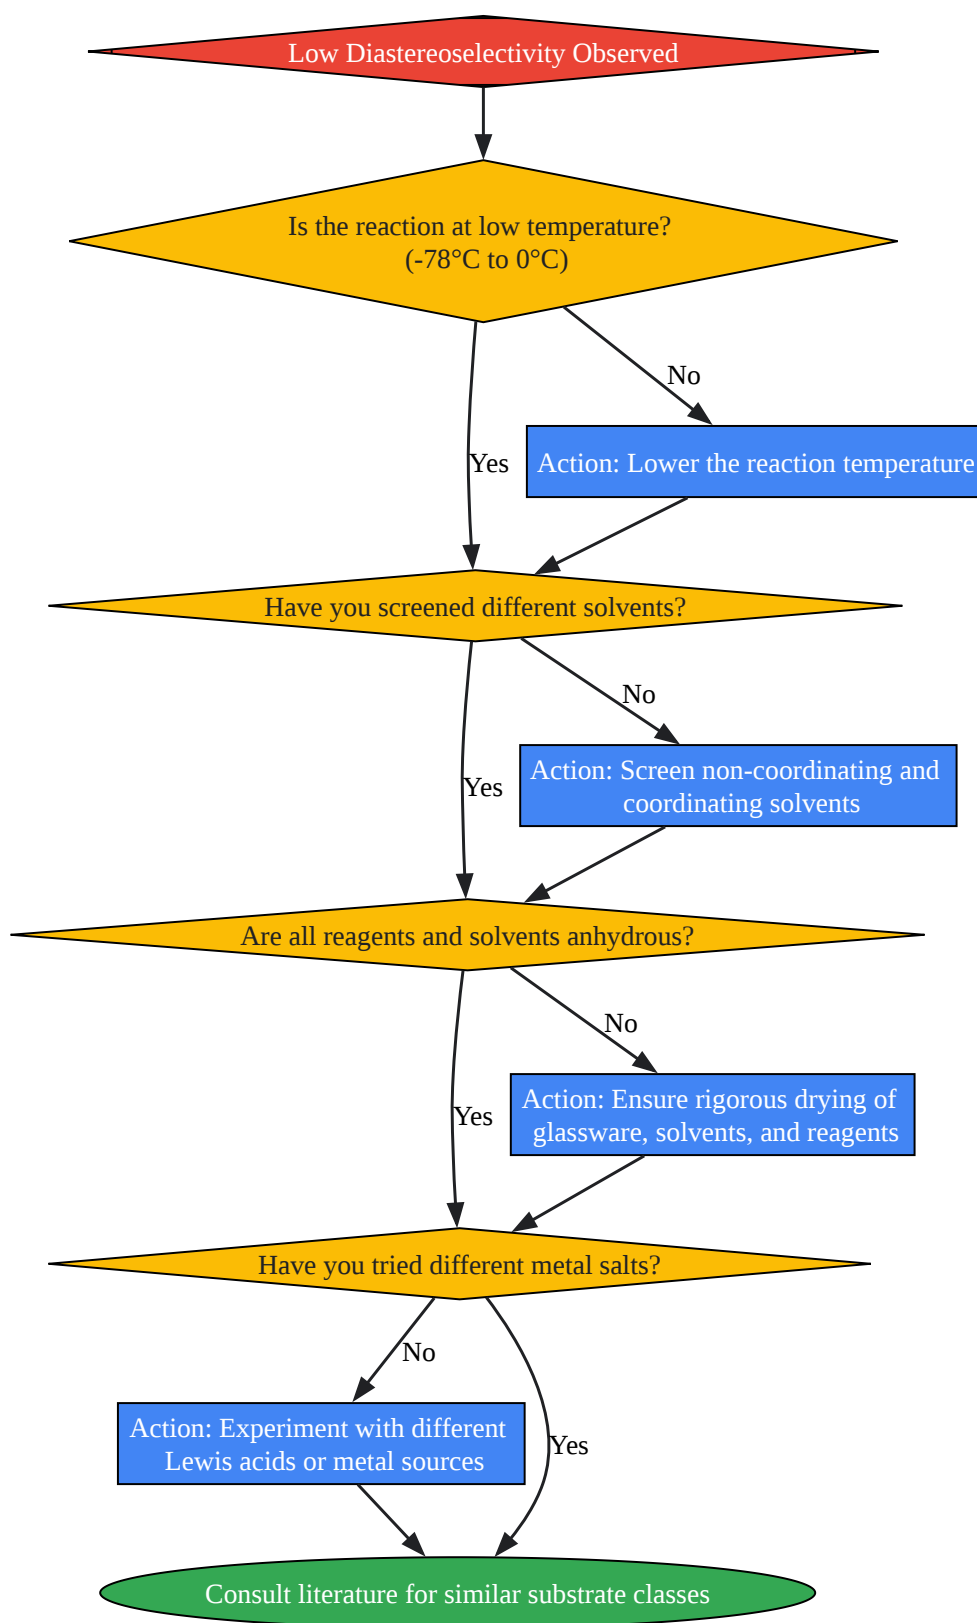 Low Diastereoselectivity Observed
Is the reaction at low temperature?
(-78°C to 0°C)
No
Yes
Action: Lower the reaction temperature
Have you screened different solvents?
No
Yes
Action: Screen non-coordinating and
coordinating solvents
Are all reagents and solvents anhydrous?
No
Yes
Action: Ensure rigorous drying of
glassware, solvents, and reagents
Have you tried different metal salts?
No
Yes
Action: Experiment with different
Lewis acids or metal sources
Consult literature for similar substrate classes